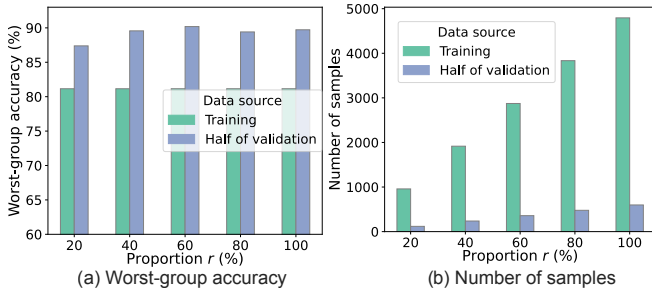 Worst-group accuracy (%)
90
85
80
75
70
65
60
Data source
Training
Half of validation
20 40 60 80 100
Proportion r (%)
(a) Worst-group accuracy
Number of samples
5000
4000
3000
2000
1000
0
Data source
Training
Half of validation
20 40 60 80 100
Proportion r (%)
(b) Number of samples